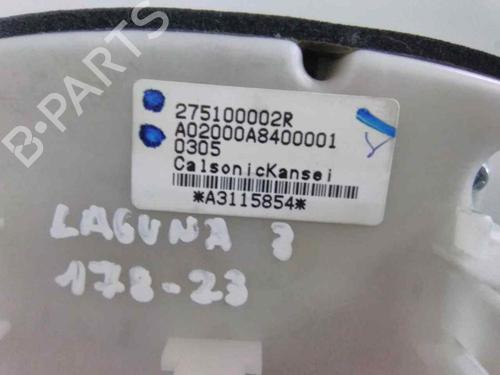 B-PARTS
275100002R
A02000A8400001
0305
CalsonicKansei
*A3115854*
LAGUNA 3
178-23